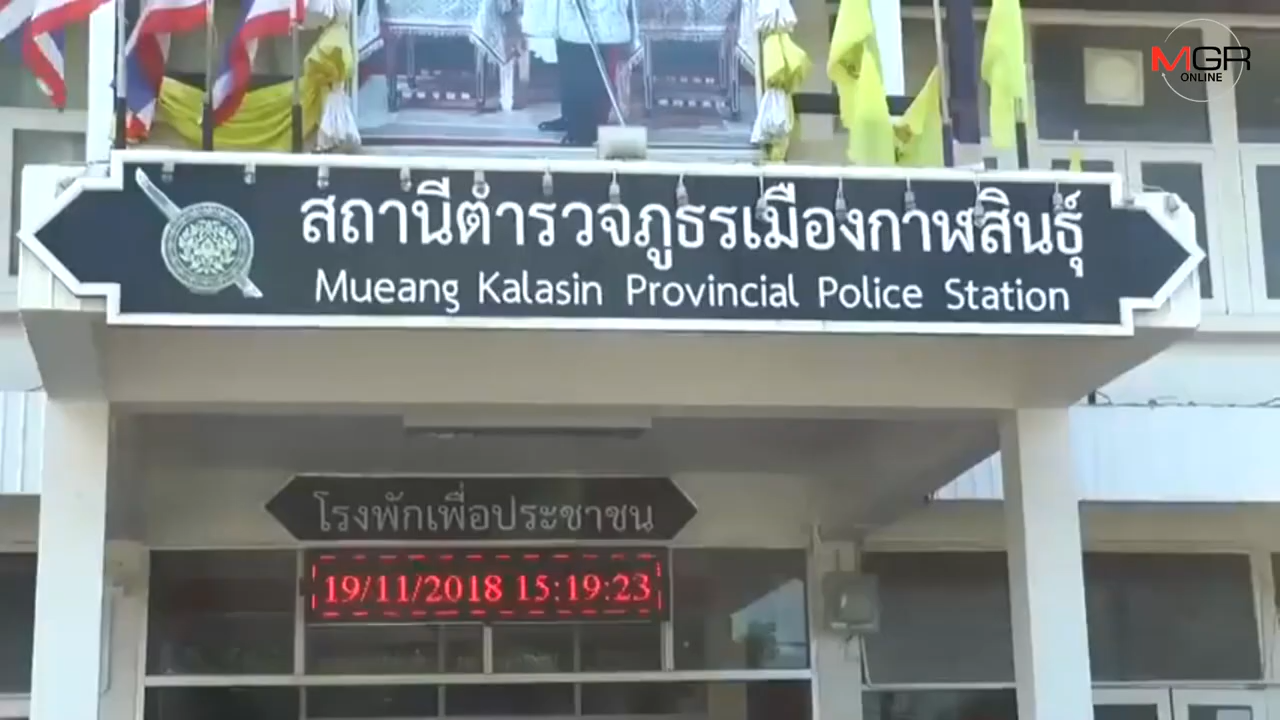 MGR
ONLINE
สถานีตำรวจภูธรเมืองกาฬสินธุ์
Mueang Kalasin Provincial Police Station
โรงพักเพื่อประชาชน
19/11/2018 15:19:23